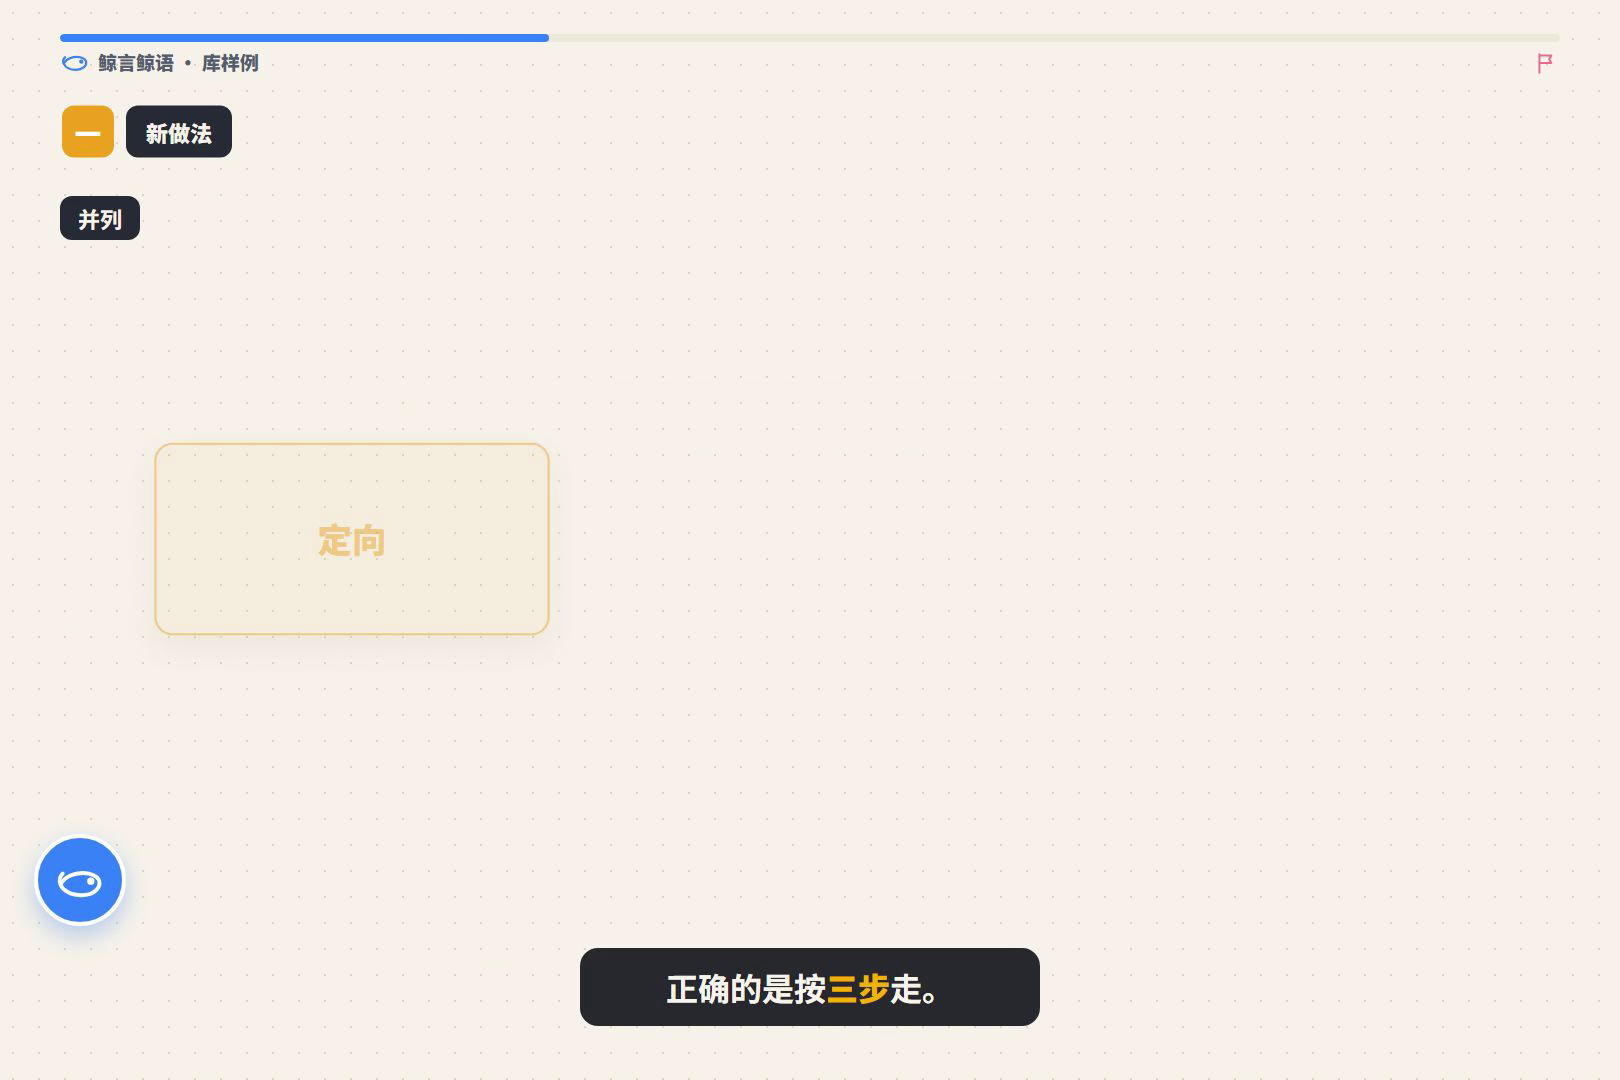 鲸言鲸语 • 库样例
一 新做法
并列
定向
正确的是按三步走。